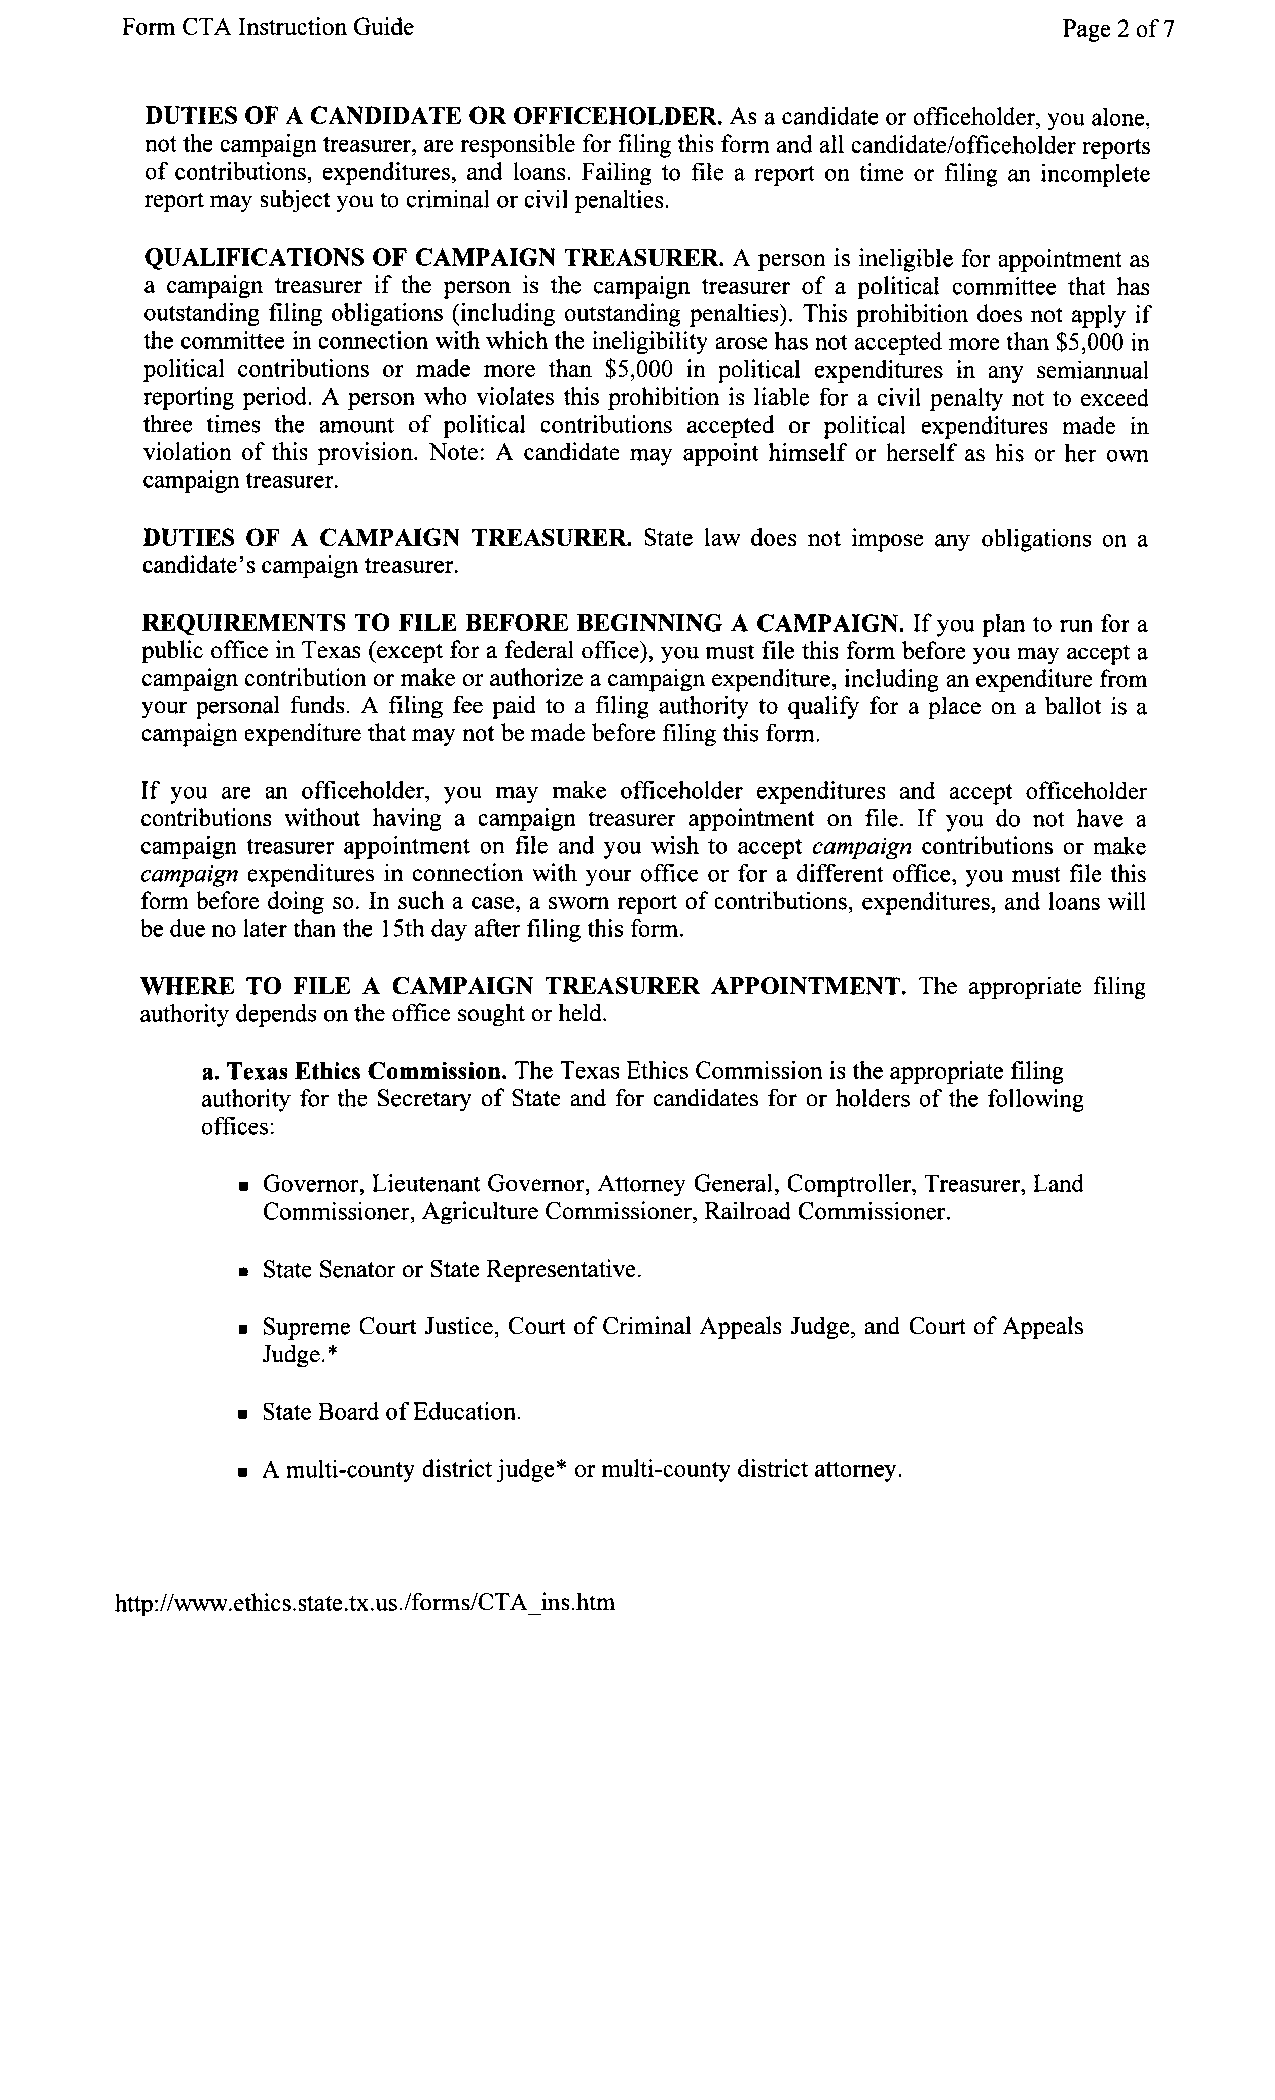 Form CTA Instruction Guide Page 2 of 7
DUTIES OF A CANDIDATE OR OFFICEHOLDER. As a candidate or officeholder, you alone,
not the campaign treasurer, are responsible for filing this form and all candidate/officeholder reports
of contributions, expenditures, and loans. Failing to file a report on time or filing an incomplete
report may subject you to criminal or civil penalties.
QUALIFICATIONS OF CAMPAIGN TREASURER. A person is ineligible for appointment as
a campaign treasurer if the person is the campaign treasurer of a political committee that has
outstanding filing obligations (including outstanding penalties). This prohibition does not apply if
the committee in connection with which the ineligibility arose has not accepted more than $5,000 in
political contributions or made more than $5,000 in political expenditures in any semiannual
reporting period. A person who violates this prohibition is liable for a civil penalty not to exceed
three times the amount of political contributions accepted or political expenditures made in
violation of this provision. Note: A candidate may appoint himself or herself as his or her own
campaign treasurer.
DUTIES OF A CAMPAIGN TREASURER. State law does not impose any obligations on a
candidate's campaign treasurer.
REQUIREMENTS TO FILE BEFORE BEGINNING A CAMPAIGN. If you plan to run for a
public office in Texas (except for a federal office), you must file this form before you may accept a
campaign contribution or make or authorize a campaign expenditure, including an expenditure from
your personal funds. A filing fee paid to a filing authority to qualify for a place on a ballot is a
campaign expenditure that may not be made before filing this form.
If you are an officeholder, you may make officeholder expenditures and accept officeholder
contributions without having a campaign treasurer appointment on file. If you do not have a
campaign treasurer appointment on file and you wish to accept campaign contributions or make
campaign expenditures in connection with your office or for a different office, you must file this
form before doing so. In such a case, a sworn report of contributions, expenditures, and loans will
be due no later than the 15th day after filing this form.
WHERE TO FILE A CAMPAIGN TREASURER APPOINTMENT. The appropriate filing
authority depends on the office sought or held.
a. Texas Ethics Commission. The Texas Ethics Commission is the appropriate filing
authority for the Secretary of State and for candidates for or holders of the following
offices:
▪ Governor, Lieutenant Governor, Attorney General, Comptroller, Treasurer, Land
Commissioner, Agriculture Commissioner, Railroad Commissioner.
▪ State Senator or State Representative.
▪ Supreme Court Justice, Court of Criminal Appeals Judge, and Court of Appeals
Judge.*
▪ State Board of Education.
▪ A multi-county district judge* or multi-county district attorney.
http://www.ethics.state.tx.us./forms/CTA_ins.htm